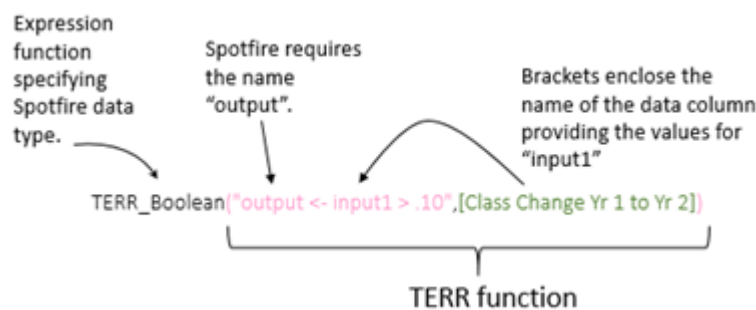 Expression
function
specifying
Spotfire data
type.
Spotfire requires
the name
“output”.
Brackets enclose the
name of the data column
providing the values for
“input1”
TERR_Boolean("output <- input1 > .10",[Class Change Yr 1 to Yr 2])
TERR function